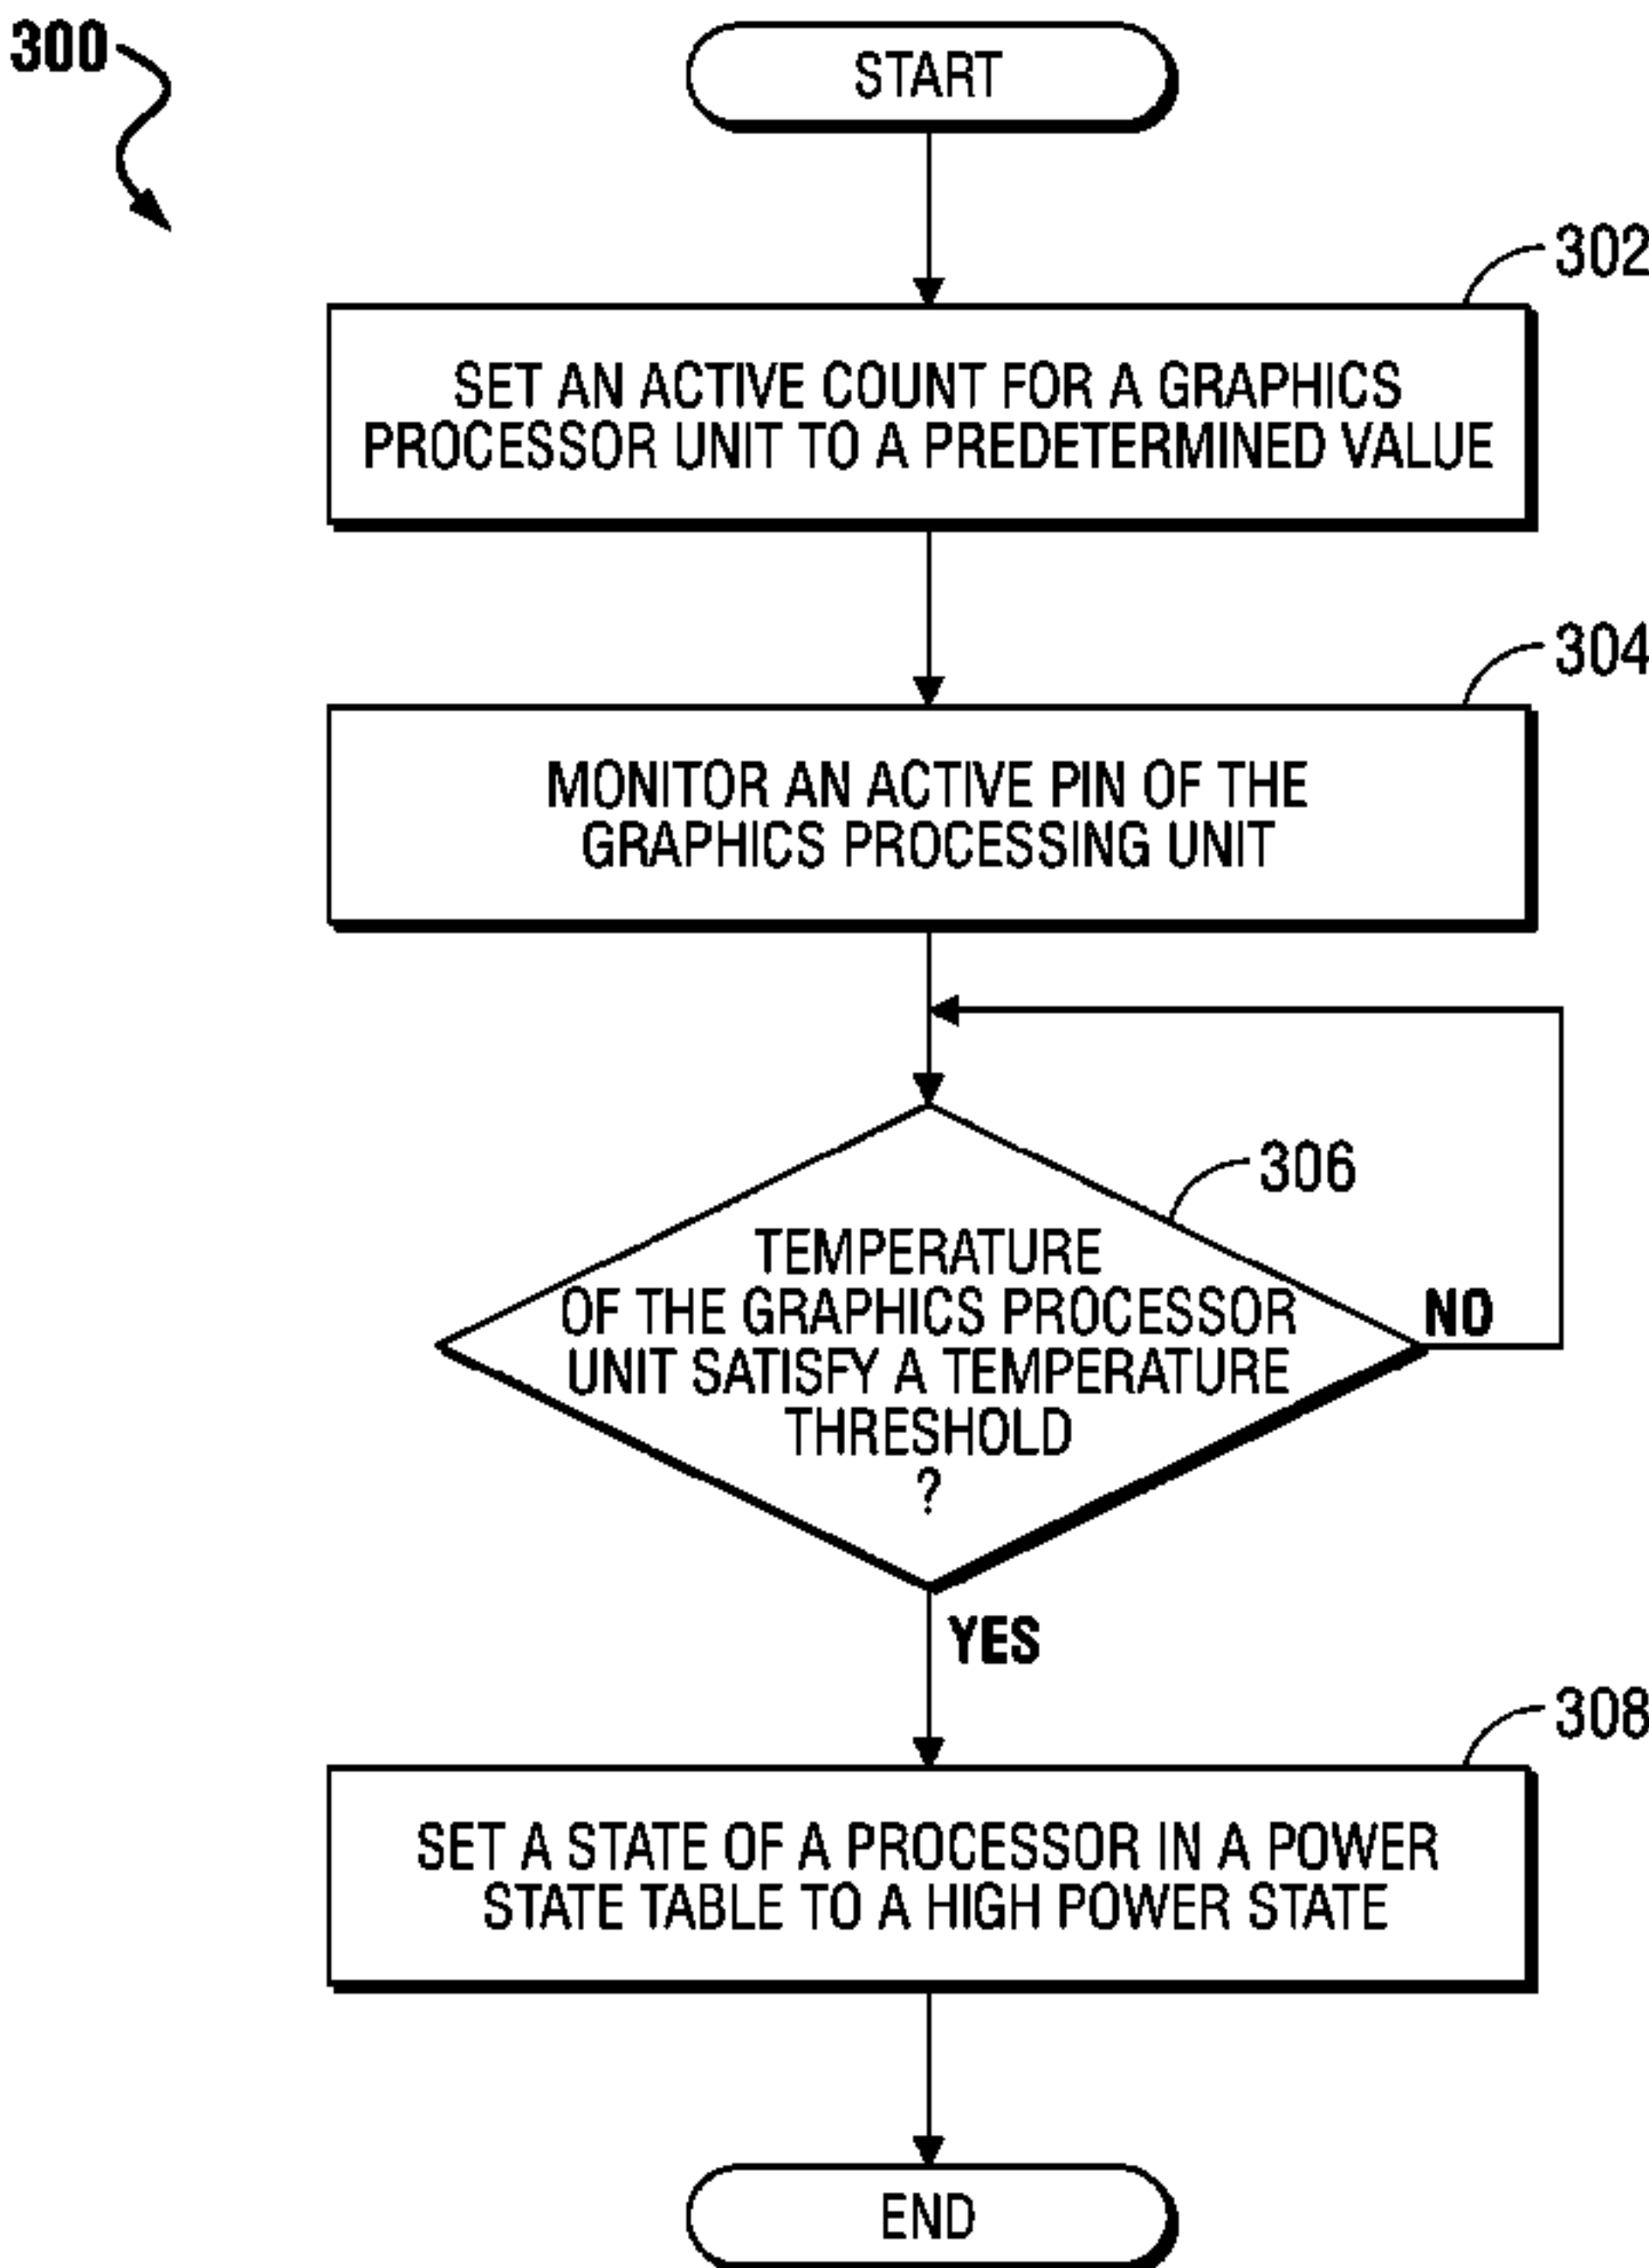 300
START
302
SET AN ACTIVE COUNT FOR A GRAPHICS
PROCESSOR UNIT TO A PREDETERMINED VALUE
304
MONITOR AN ACTIVE PIN OF THE
GRAPHICS PROCESSING UNIT
306
TEMPERATURE
OF THE GRAPHICS PROCESSOR
UNIT SATISFY A TEMPERATURE
THRESHOLD
?
NO
YES
308
SET A STATE OF A PROCESSOR IN A POWER
STATE TABLE TO A HIGH POWER STATE
END